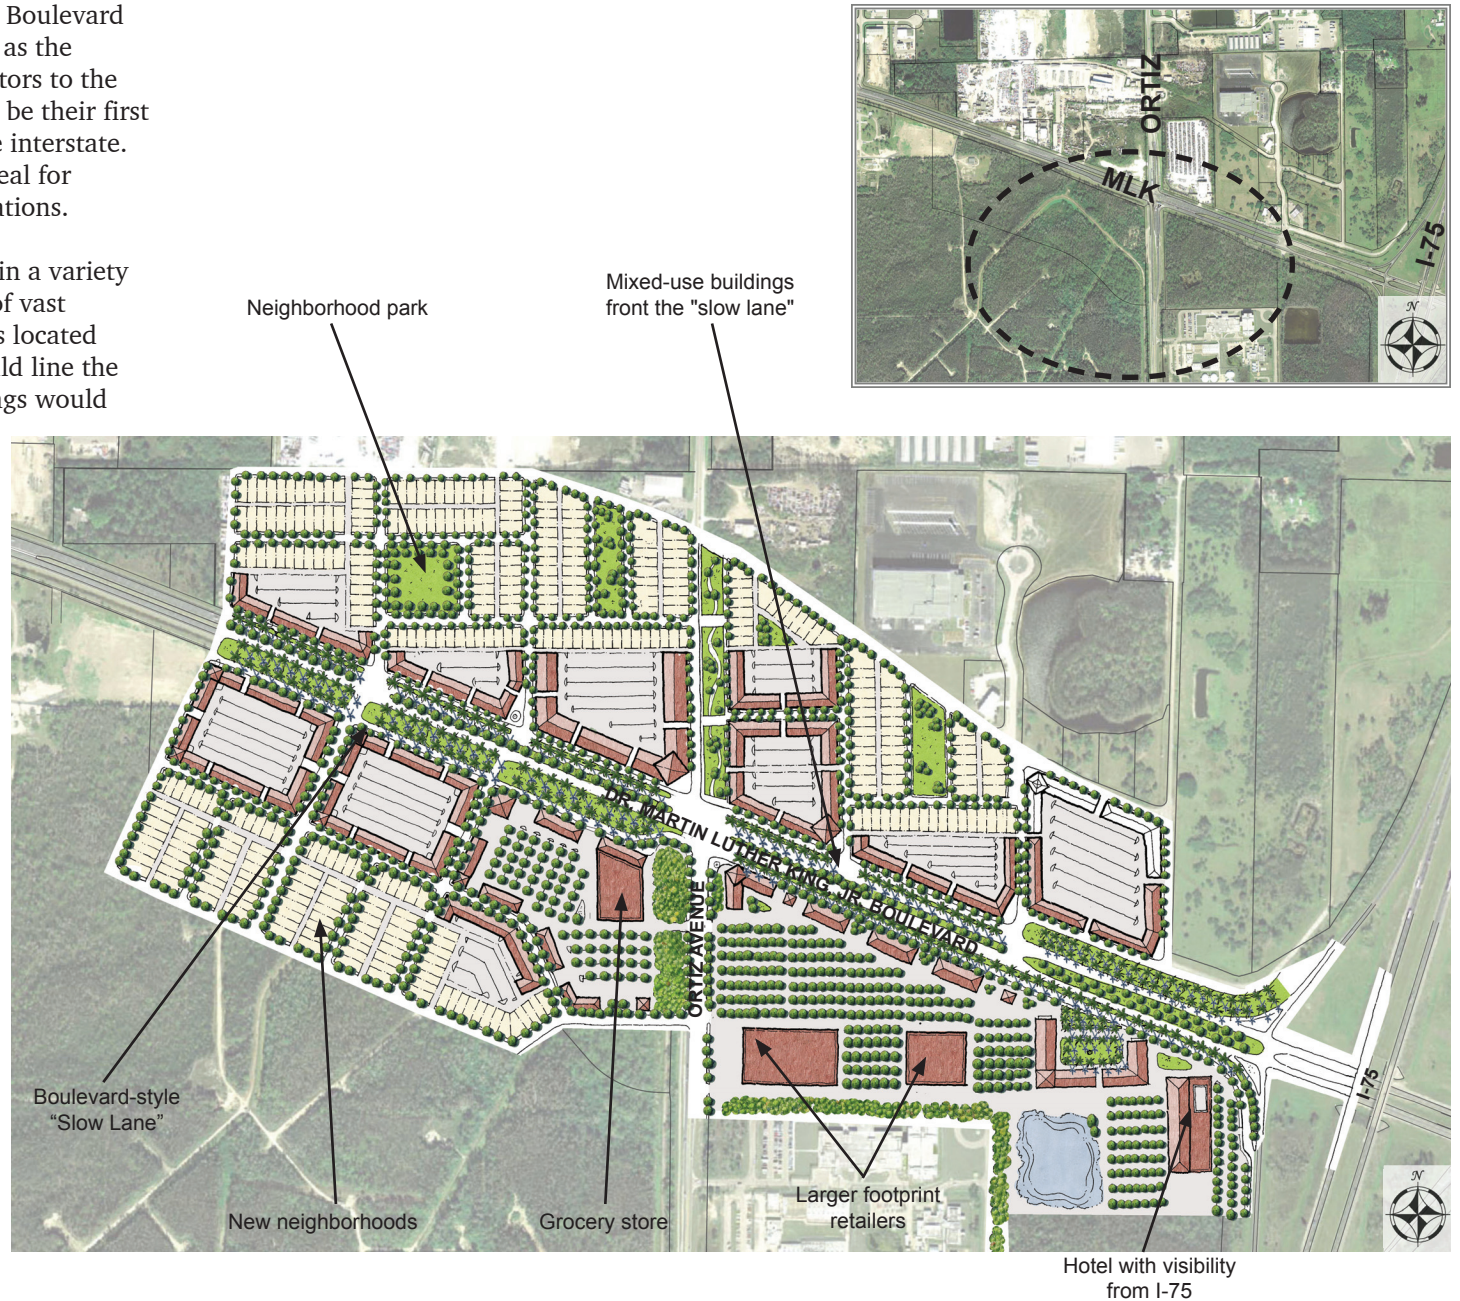 Boulevard
as the
tors to the
be their first
e interstate.
eal for
ations.
in a variety
of vast
s located
ld line the
ngs would
ORTIZ
MLK
I-75
N
Neighborhood park
Mixed-use buildings
front the "slow lane"
DR. MARTIN LUTHER KING JR. BOULEVARD
ORTIZ AVENUE
I-75
Boulevard-style
“Slow Lane”
New neighborhoods
Grocery store
Larger footprint
retailers
N
Hotel with visibility
from I-75